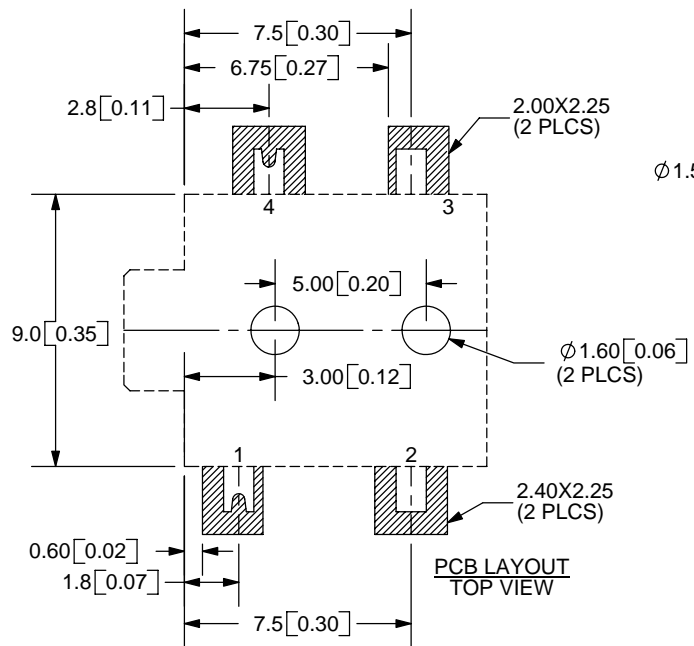 7.5[0.30]
6.75[0.27]
2.8[0.11]
2.00X2.25
(2 PLCS)
Ø1.5
4
3
5.00[0.20]
9.0[0.35]
Ø1.60[0.06]
(2 PLCS)
3.00[0.12]
1
2
2.40X2.25
(2 PLCS)
0.60[0.02]
PCB LAYOUT
TOP VIEW
1.8[0.07]
7.5[0.30]